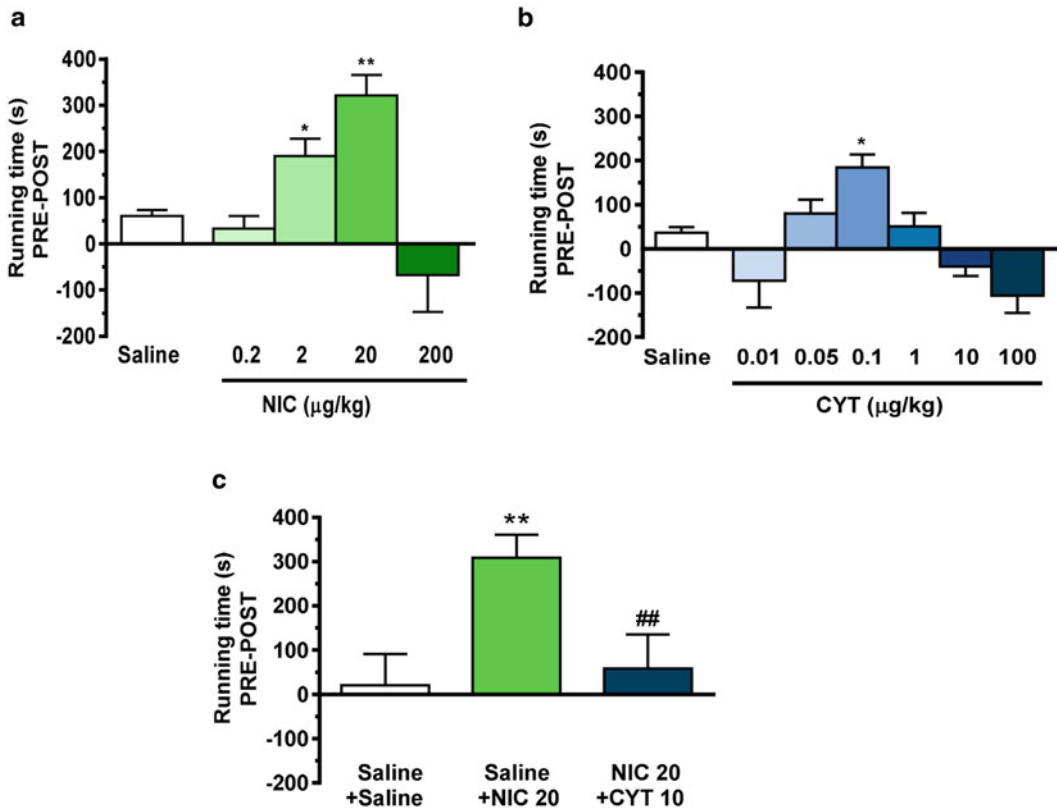 a
Running time (s)
PRE-POST
400
300
200
100
0
-100
-200
*
**
Saline
0.2 2 20 200
NIC (μg/kg)
b
Running time (s)
PRE-POST
400
300
200
100
0
-100
-200
*
Saline
0.01 0.05 0.1 1 10 100
CYT (μg/kg)
c
Running time (s)
PRE-POST
400
300
200
100
0
-100
-200
**
##
Saline Saline NIC 20
+Saline +NIC 20 +CYT 10